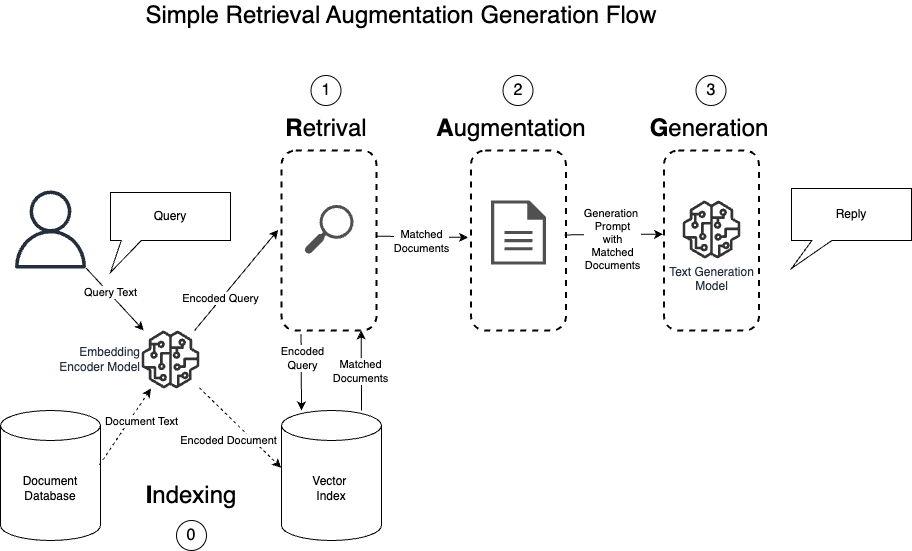 Simple Retrieval Augmentation Generation Flow
1
2
3
Retrival
Augmentation
Generation
Query
Reply
Matched
Documents
Generation
Prompt
with
Matched
Documents
Text Generation
Model
Query Text
Encoded Query
Embedding
Encoder Model
Encoded
Query
Matched
Documents
Document Text
Encoded Document
Document
Database
Vector
Index
Indexing
0